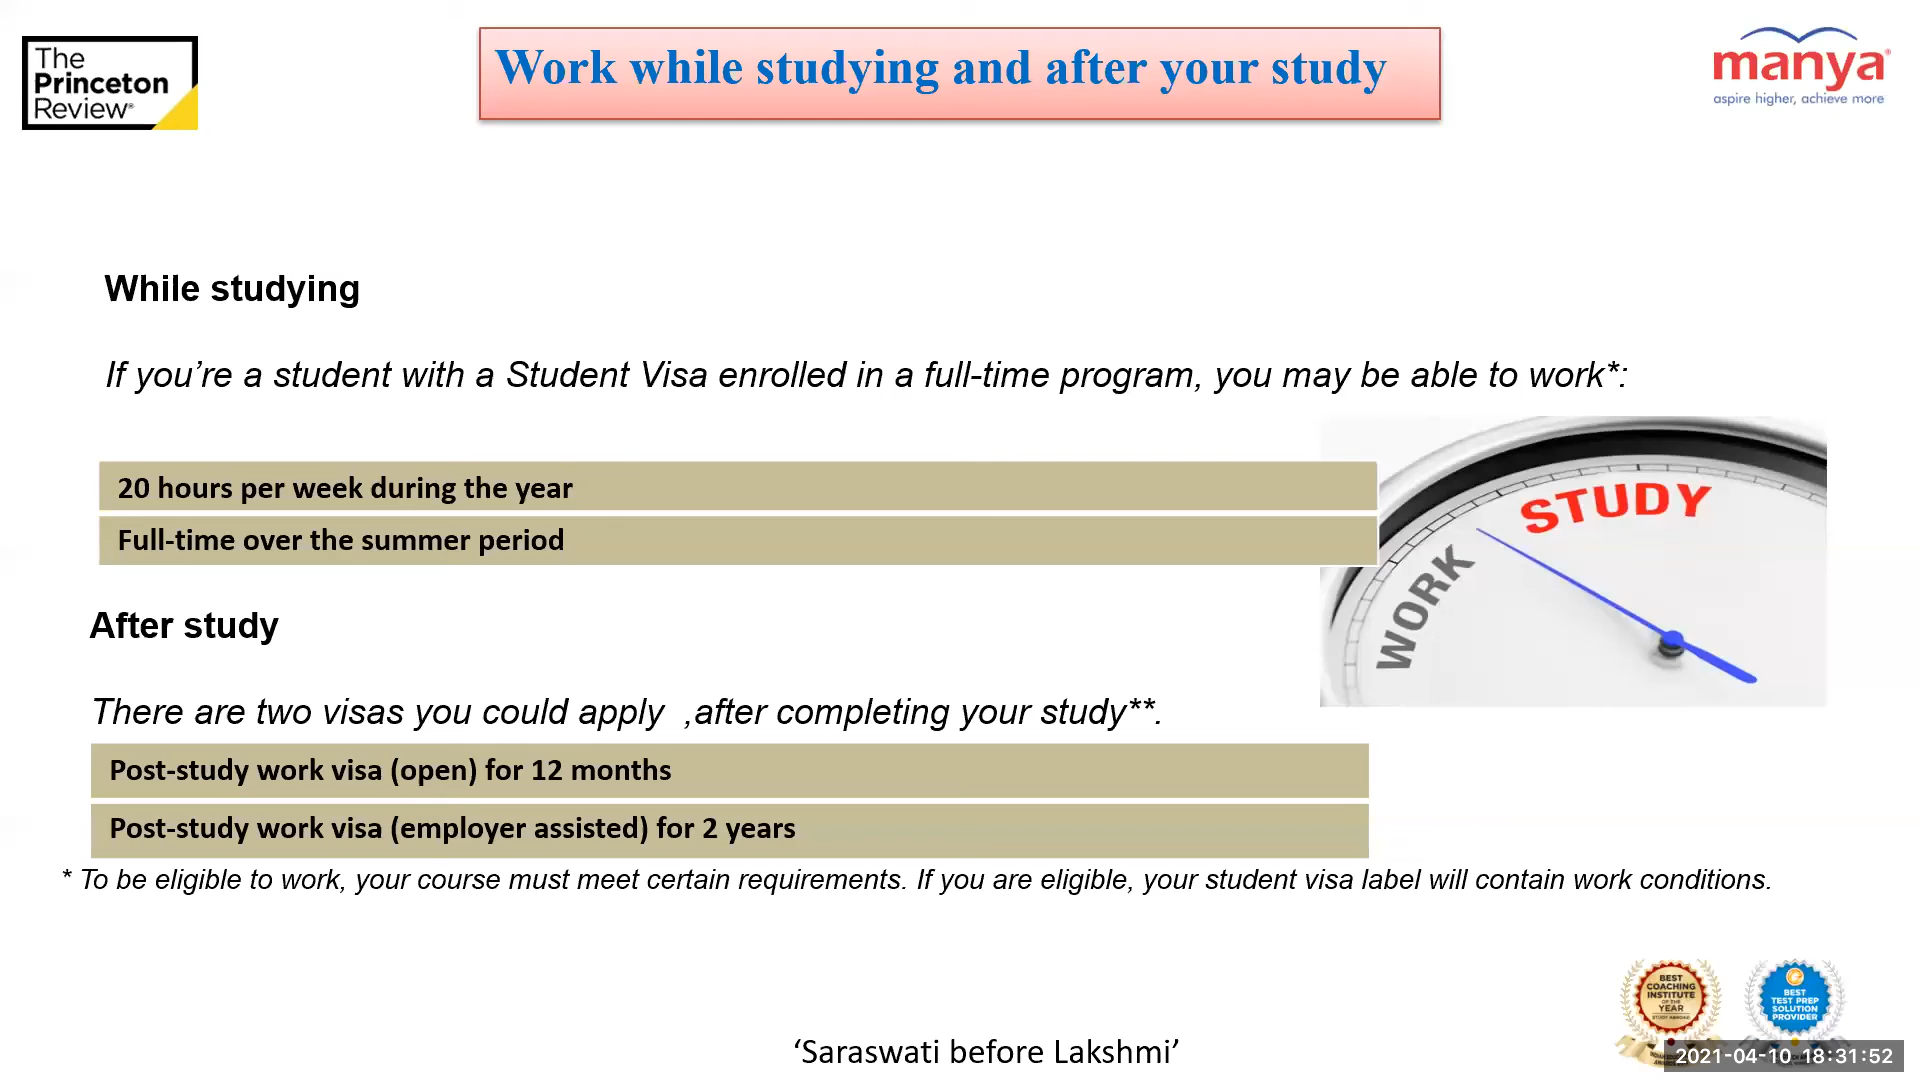 The
Princeton
Review®
Work while studying and after your study
manya®
aspire higher, achieve more
While studying
If you’re a student with a Student Visa enrolled in a full-time program, you may be able to work*:
20 hours per week during the year
Full-time over the summer period
STUDY
WORK
After study
There are two visas you could apply ,after completing your study**.
Post-study work visa (open) for 12 months
Post-study work visa (employer assisted) for 2 years
* To be eligible to work, your course must meet certain requirements. If you are eligible, your student visa label will contain work conditions.
BEST
COACHING
INSTITUTE
OF THE
YEAR
STUDY ABROAD
BEST
TEST PREP
SOLUTION
PROVIDER
‘Saraswati before Lakshmi’
2021-04-10 18:31:52